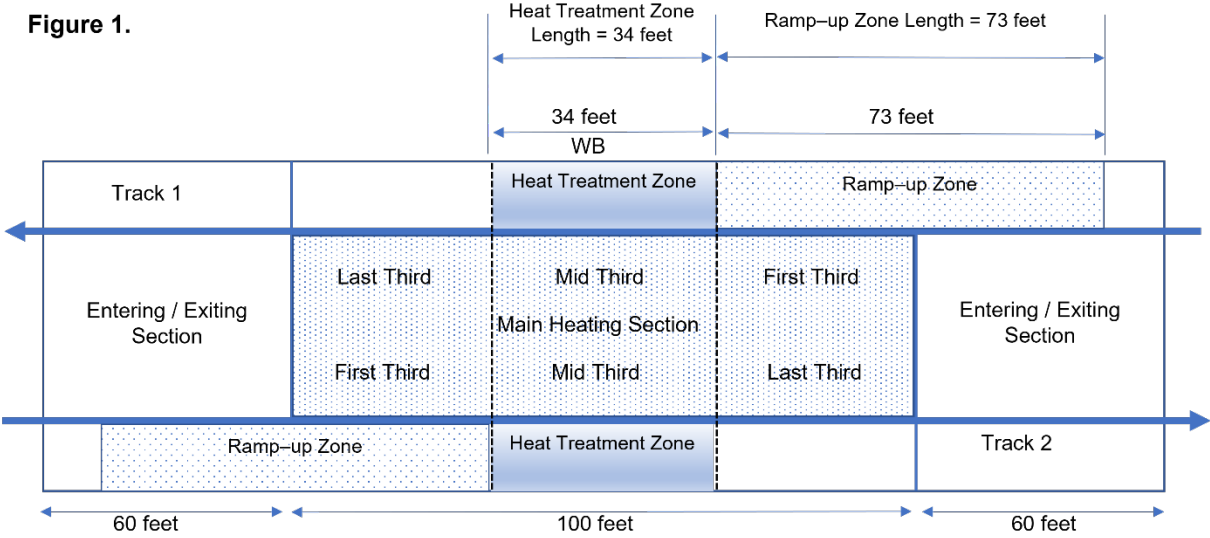 Figure 1.
Heat Treatment Zone
Length = 34 feet
Ramp–up Zone Length = 73 feet
34 feet
73 feet
WB
Track 1
Heat Treatment Zone
Ramp–up Zone
Last Third
Mid Third
First Third
Entering / Exiting
Section
Main Heating Section
Entering / Exiting
Section
First Third
Mid Third
Last Third
Ramp–up Zone
Heat Treatment Zone
Track 2
60 feet
100 feet
60 feet